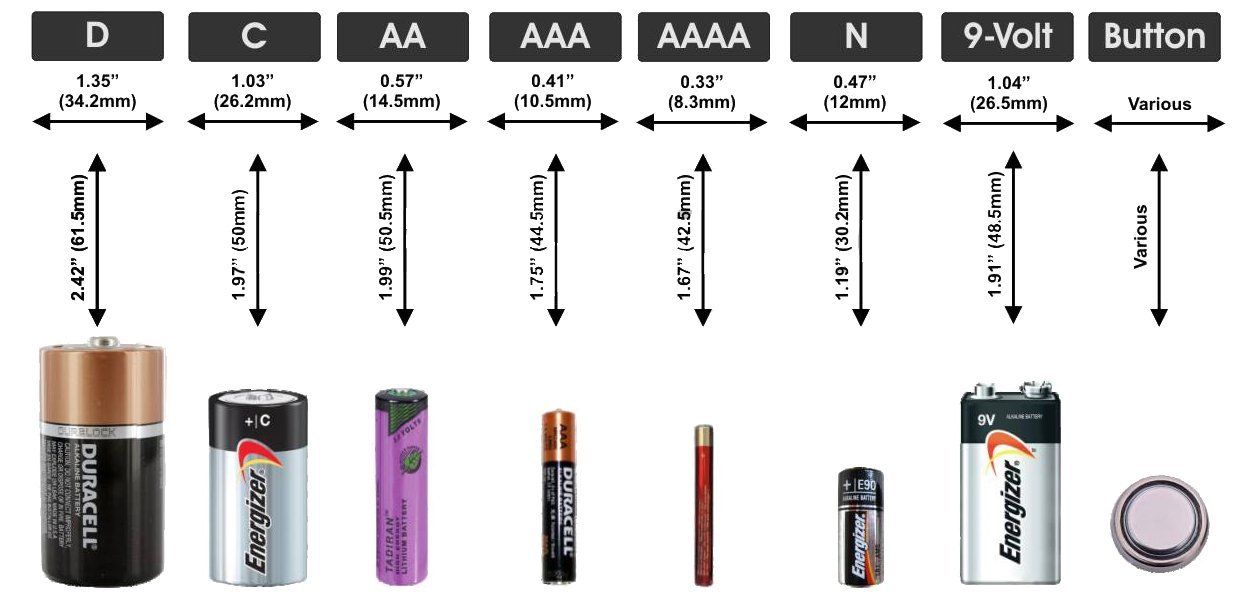 D
C
AA
AAA
AAAA
N
9-Volt
Button
1.35”
(34.2mm)
1.03”
(26.2mm)
0.57”
(14.5mm)
0.41”
(10.5mm)
0.33”
(8.3mm)
0.47”
(12mm)
1.04”
(26.5mm)
Various
2.42” (61.5mm)
1.97” (50mm)
1.99” (50.5mm)
1.75” (44.5mm)
1.67” (42.5mm)
1.19” (30.2mm)
1.91” (48.5mm)
Various
DURALOCK
DURACELL®
ALKALINE BATTERY
+|C
Energizer
TADIRAN™
LITHIUM BATTERY
AAA
DURACELL
+|E90
ALKALINE BATTERY
Energizer
9V
ALKALINE BATTERY
Energizer